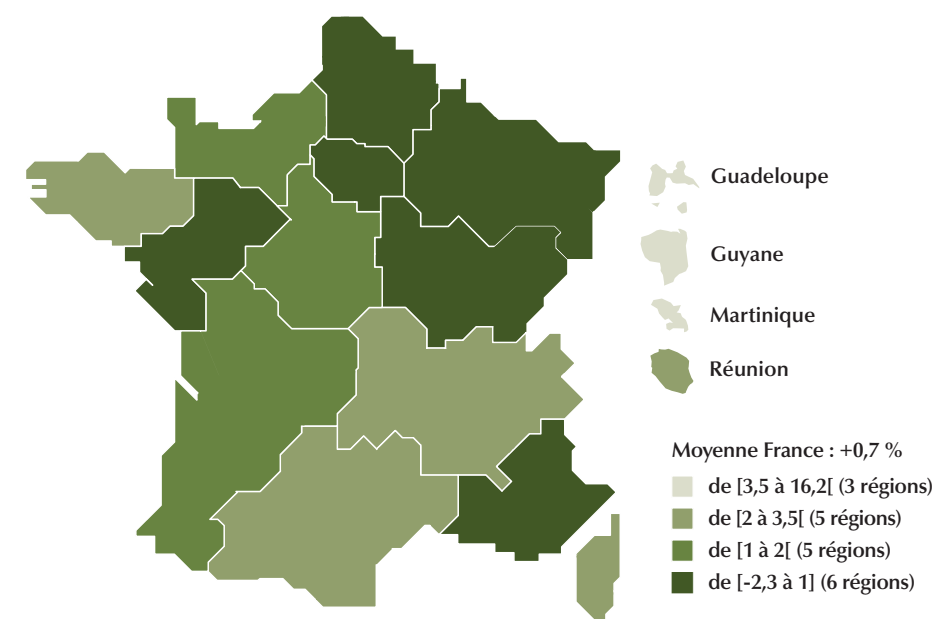 Guadeloupe
Guyane
Martinique
Réunion
Moyenne France : +0,7 %
de [3,5 à 16,2[ (3 régions)
de [2 à 3,5[ (5 régions)
de [1 à 2[ (5 régions)
de [-2,3 à 1] (6 régions)